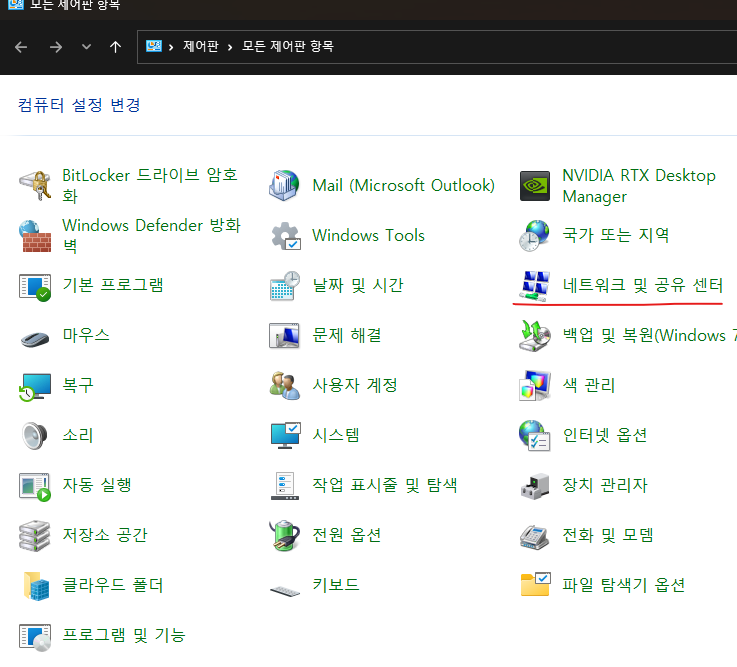 모든 제어판 항목
제어판 > 모든 제어판 항목
컴퓨터 설정 변경
BitLocker 드라이브 암호
화
Mail (Microsoft Outlook)
NVIDIA RTX Desktop
Manager
Windows Defender 방화
벽
Windows Tools
국가 또는 지역
기본 프로그램
날짜 및 시간
네트워크 및 공유 센터
마우스
문제 해결
백업 및 복원(Windows 7
복구
사용자 계정
색 관리
소리
시스템
인터넷 옵션
자동 실행
작업 표시줄 및 탐색
장치 관리자
저장소 공간
전원 옵션
전화 및 모뎀
클라우드 폴더
키보드
파일 탐색기 옵션
프로그램 및 기능